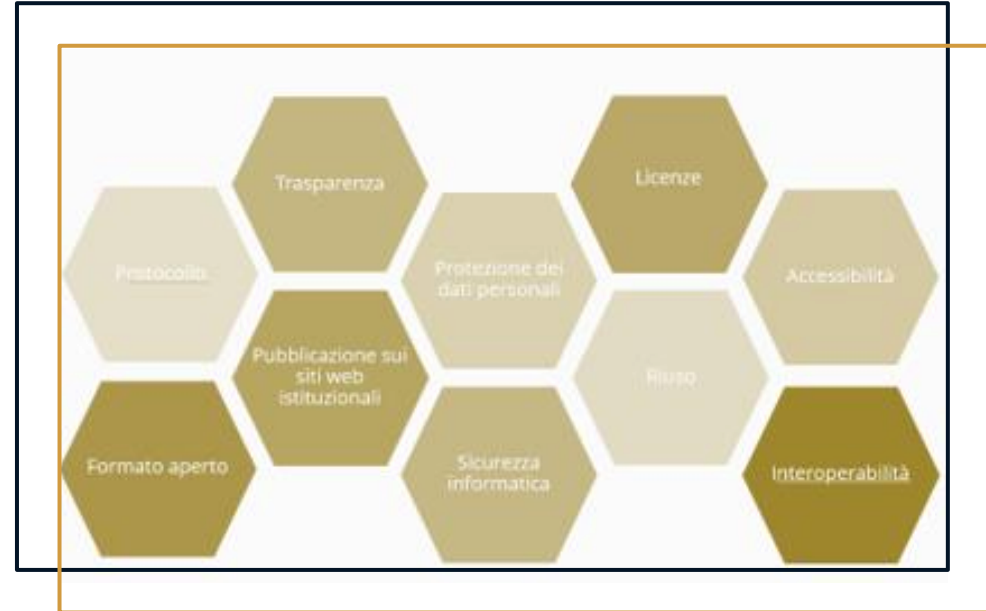 Trasparenza
Licenze
Protocollo
Protezione dei
dati personali
Accessibilità
Pubblicazione sui
siti web
istituzionali
Riuso
Formato aperto
Sicurezza
informatica
Interoperabilità